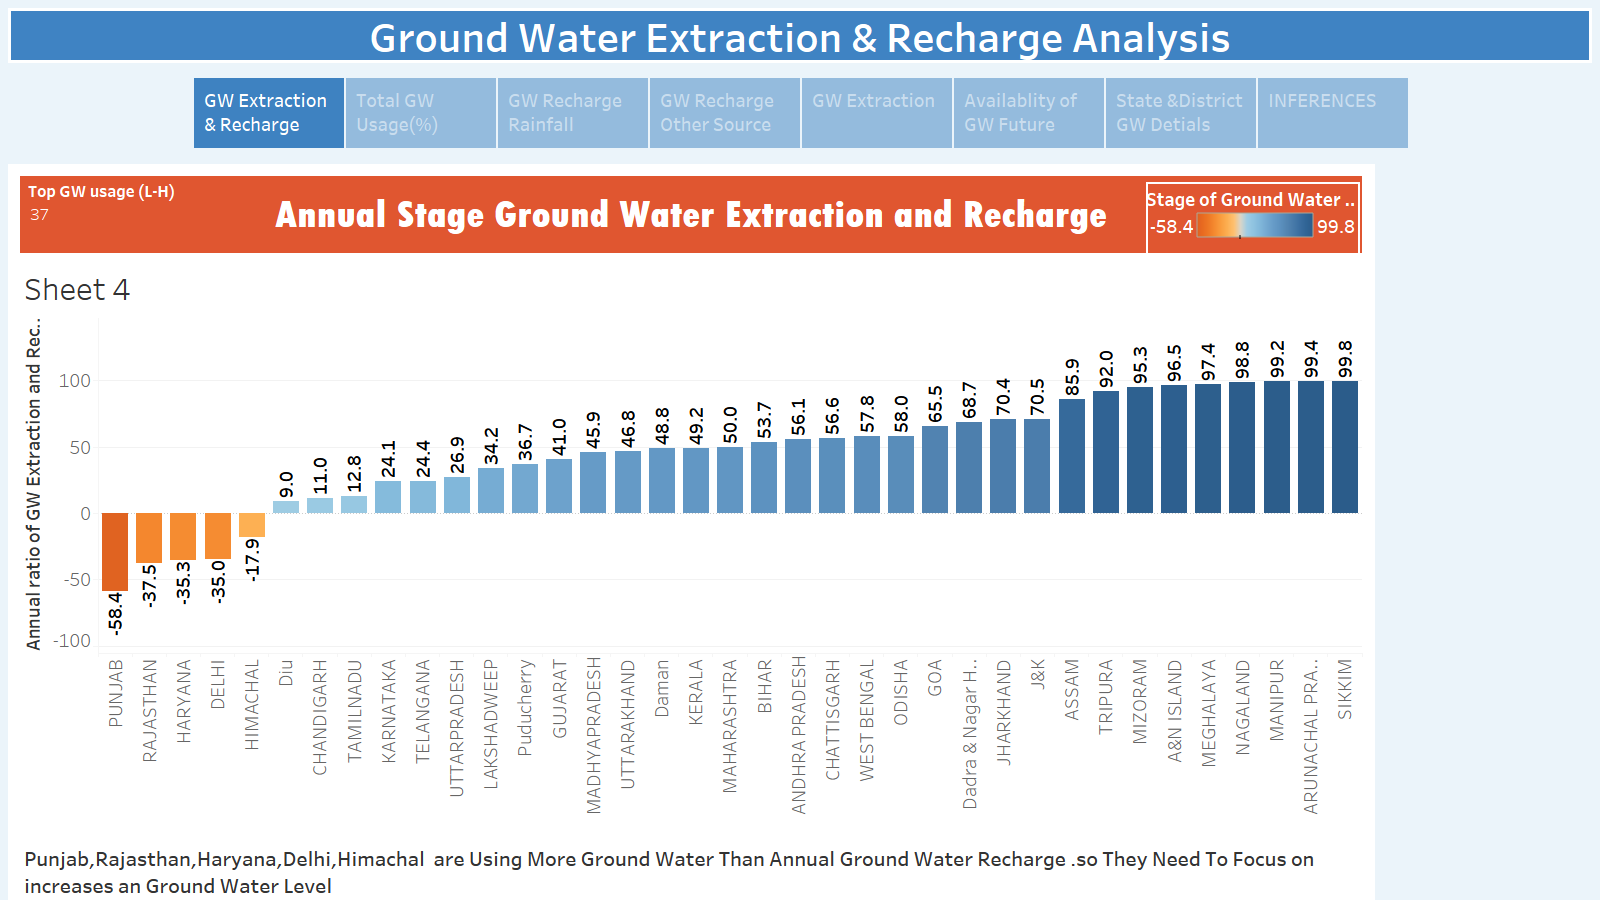 Ground Water Extraction & Recharge Analysis
GW Extraction
& Recharge
Total GW
Usage(%)
GW Recharge
Rainfall
GW Recharge
Other Source
GW Extraction
Availablity of
GW Future
State &District
GW Detials
INFERENCES
Top GW usage (L-H)
37
Annual Stage Ground Water Extraction and Recharge
Stage of Ground Water ..
-58.4 99.8
Sheet 4
Annual ratio of GW Extraction and Rec..
100
50
0
-50
-100
-58.4
-37.5
-35.3
-35.0
-17.9
9.0
11.0
12.8
24.1
24.4
26.9
34.2
36.7
41.0
45.9
46.8
48.8
49.2
50.0
53.7
56.1
56.6
57.8
58.0
65.5
68.7
70.4
70.5
85.9
92.0
95.3
96.5
97.4
98.8
99.2
99.4
99.8
PUNJAB
RAJASTHAN
HARYANA
DELHI
HIMACHAL
Diu
CHANDIGARH
TAMILNADU
KARNATAKA
TELANGANA
UTTARPRADESH
LAKSHADWEEP
Puducherry
GUJARAT
MADHYAPRADESH
UTTARAKHAND
Daman
KERALA
MAHARASHTRA
BIHAR
ANDHRA PRADESH
CHATTISGARH
WEST BENGAL
ODISHA
GOA
Dadra & Nagar H..
JHARKHAND
J&K
ASSAM
TRIPURA
MIZORAM
A&N ISLAND
MEGHALAYA
NAGALAND
MANIPUR
ARUNACHAL PRA..
SIKKIM
Punjab,Rajasthan,Haryana,Delhi,Himachal  are Using More Ground Water Than Annual Ground Water Recharge .so They Need To Focus on
increases an Ground Water Level